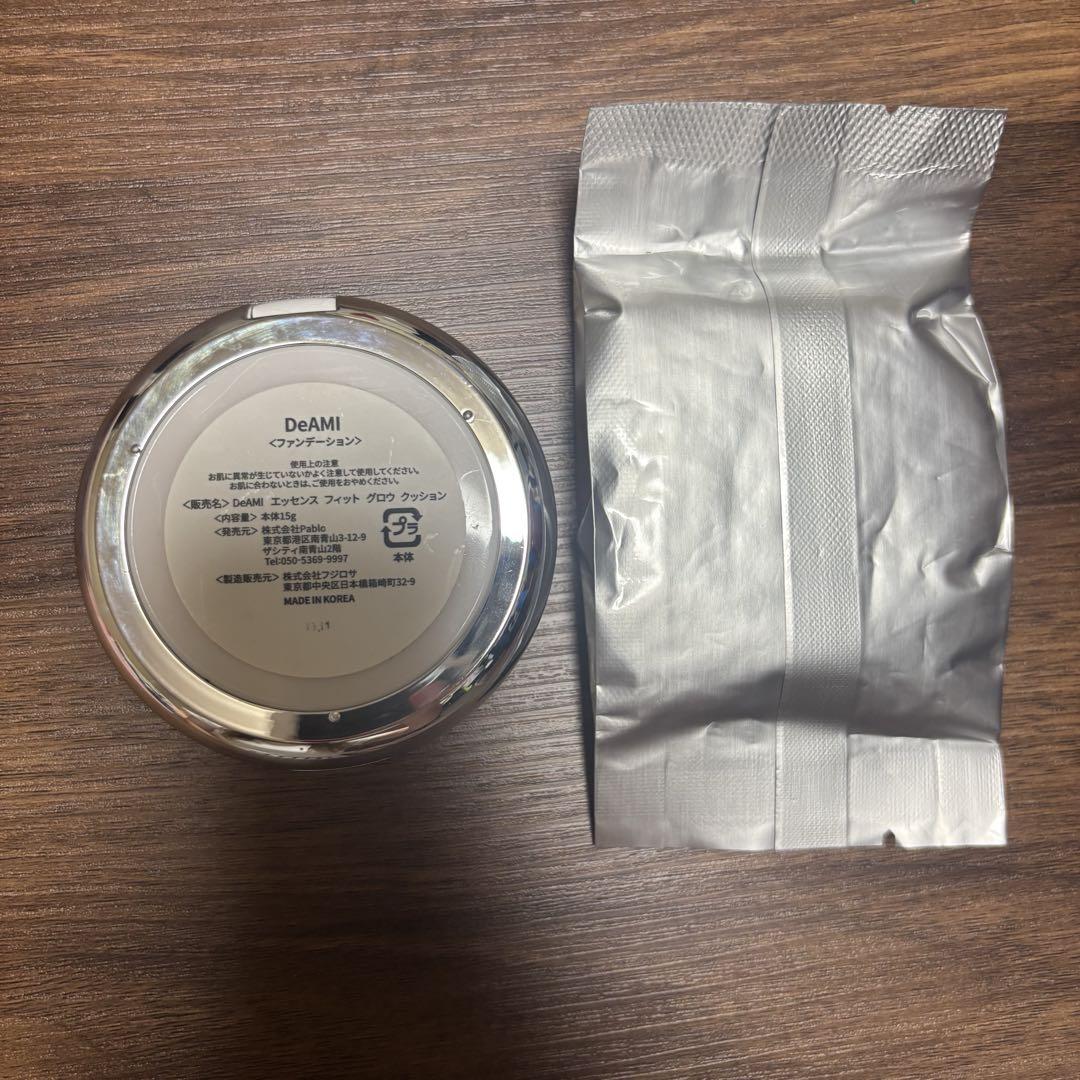 DeAMI
<ファンデーション>
使用上の注意
お肌に異常が生じていないかよく注意して使用してください。
お肌に合わないときは、ご使用をおやめください。
<販売名> DeAMI エッセンス フィット グロウ クッション
<内容量> 本体15g
<発売元> 株式会社Pablo
東京都港区南青山3-12-9
ザシティ南青山2階
Tel:050-5369-9997
プラ
本体
<製造販売元> 株式会社フジロサ
東京都中央区日本橋箱崎町32-9
MADE IN KOREA